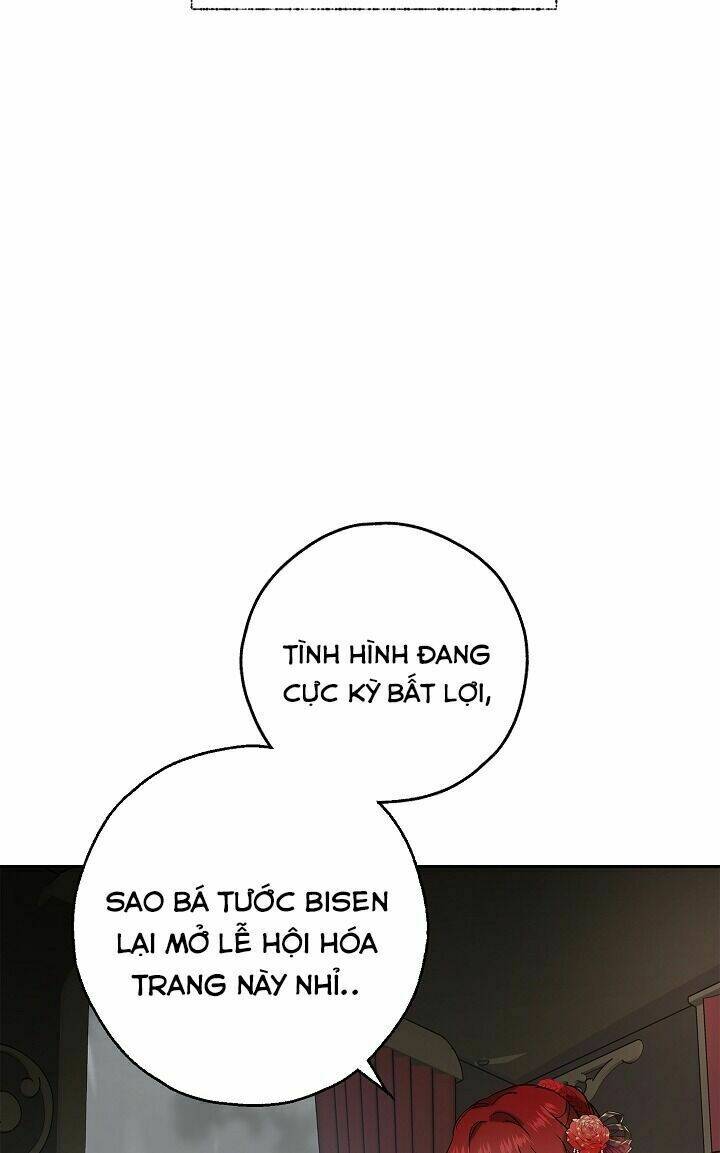 TÌNH HÌNH ĐANG
CỰC KỲ BẤT LỢI,
SAO BÁ TƯỚC BISEN
LẠI MỞ LỄ HỘI HÓA
TRANG NÀY NHỈ..